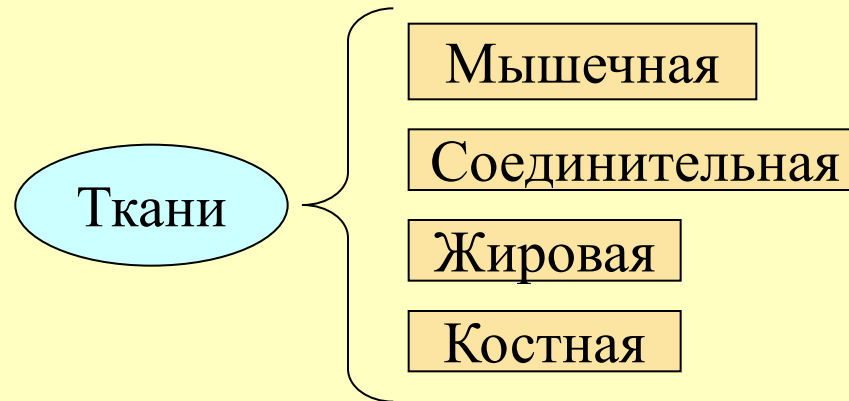 Ткани
Мышечная
Соединительная
Жировая
Костная